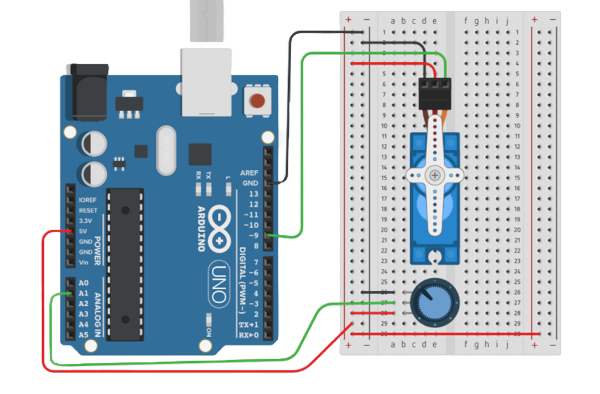 AREF
GND
13
12
~11
~10
~9
8
7
~6
~5
4
~3
2
TX→1
RX←0
DIGITAL (PWM~)
IOREF
RESET
3.3V
5V
GND
GND
Vin
POWER
A0
A1
A2
A3
A4
A5
ANALOG IN
RX
TX
L
ARDUINO
UNO
ON
+ −
a b c d e
f g h i j
+ −
1
2
3
4
5
6
7
8
9
10
11
12
13
14
15
16
17
18
19
20
21
22
23
24
25
26
27
28
29
a b c d e
f g h i j
+ −
+ −